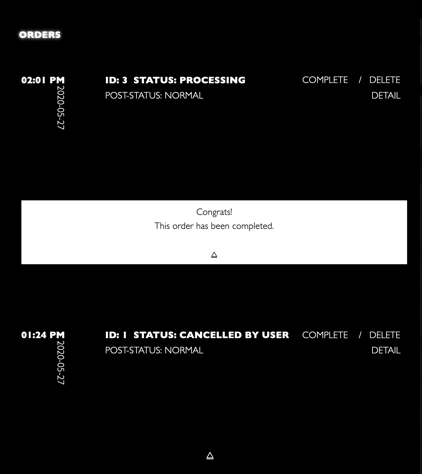 ORDERS
02:01 PM ID: 3 STATUS: PROCESSING COMPLETE / DELETE
2020-05-27 POST-STATUS: NORMAL DETAIL
Congrats!
This order has been completed.
01:24 PM ID: 1 STATUS: CANCELLED BY USER COMPLETE / DELETE
2020-05-27 POST-STATUS: NORMAL DETAIL